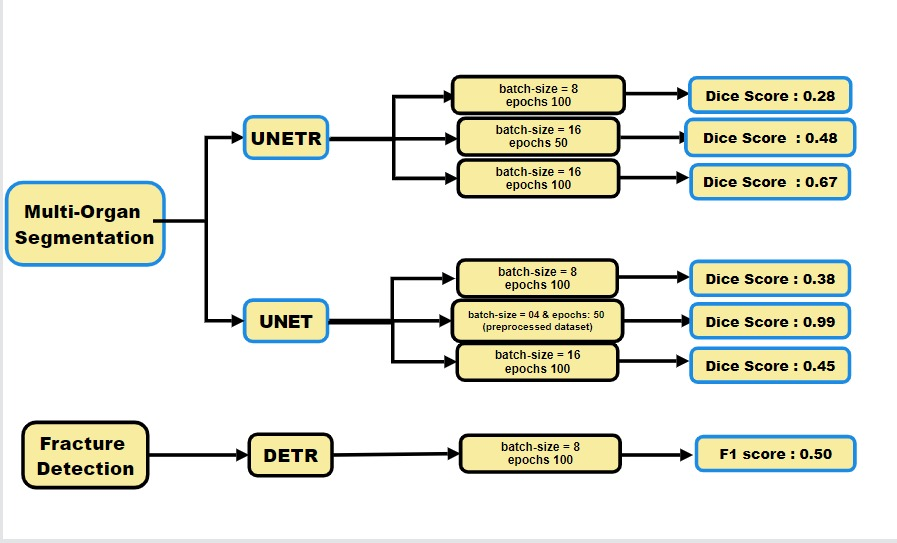 Multi-Organ
Segmentation
UNETR
batch-size = 8
epochs 100
Dice Score : 0.28
batch-size = 16
epochs 50
Dice Score : 0.48
batch-size = 16
epochs 100
Dice Score : 0.67
UNET
batch-size = 8
epochs 100
Dice Score : 0.38
batch-size = 04 & epochs: 50
(preprocessed dataset)
Dice Score : 0.99
batch-size = 16
epochs 100
Dice Score : 0.45
Fracture
Detection
DETR
batch-size = 8
epochs 100
F1 score : 0.50